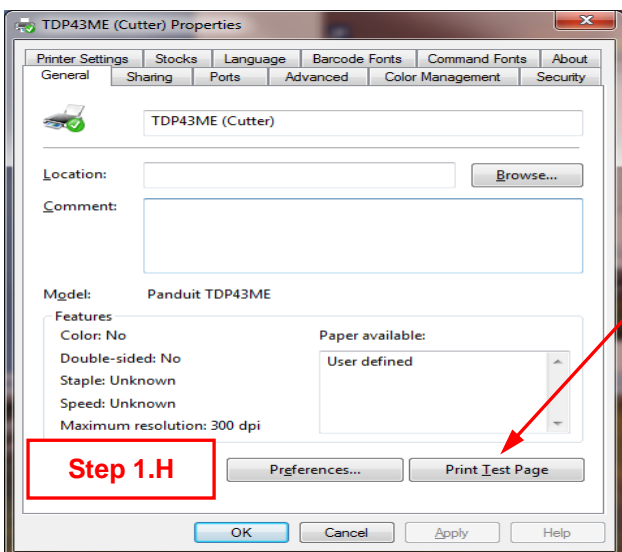 TDP43ME (Cutter) Properties
Printer Settings Stocks Language Barcode Fonts Command Fonts About
General Sharing Ports Advanced Color Management Security
TDP43ME (Cutter)
Location:
Browse...
Comment:
Model: Panduit TDP43ME
Features
Color: No Paper available:
Double-sided: No User defined
Staple: Unknown
Speed: Unknown
Maximum resolution: 300 dpi
Step 1.H
Preferences... Print Test Page
OK Cancel Apply Help